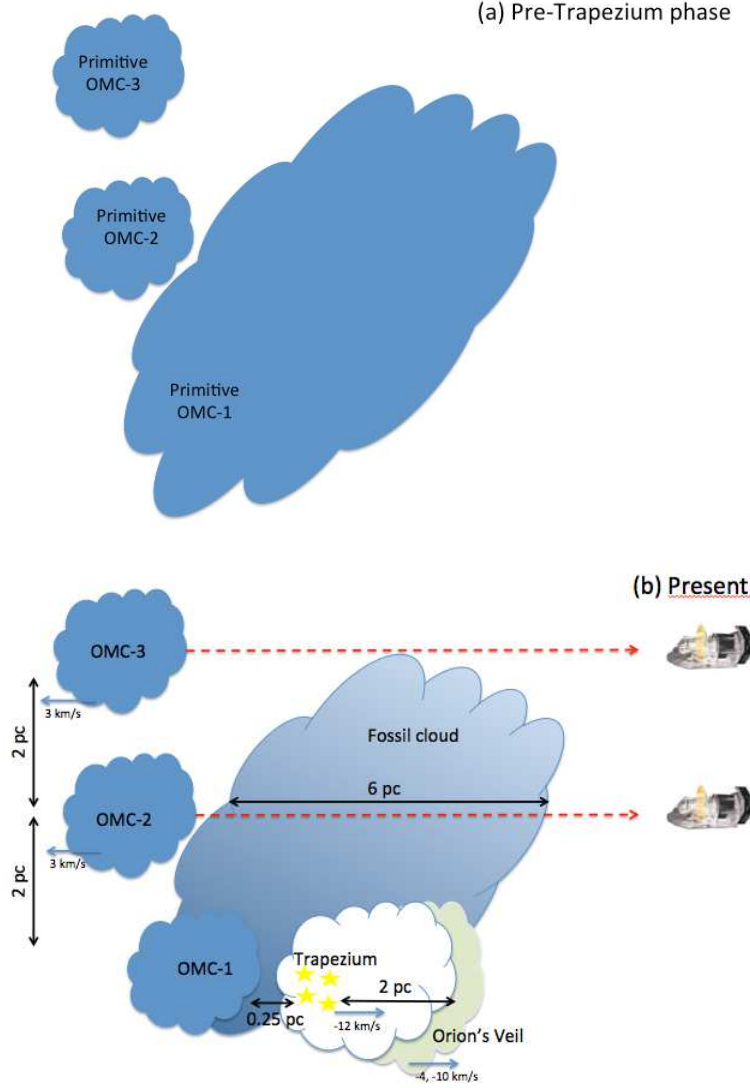 (a) Pre-Trapezium phase
Primitive
OMC-3
Primitive
OMC-2
Primitive
OMC-1
(b) Present
OMC-3
3 km/s
2 pc
Fossil cloud
6 pc
OMC-2
3 km/s
2 pc
OMC-1
Trapezium
2 pc
0.25 pc
-12 km/s
Orion's Veil
-4, -10 km/s